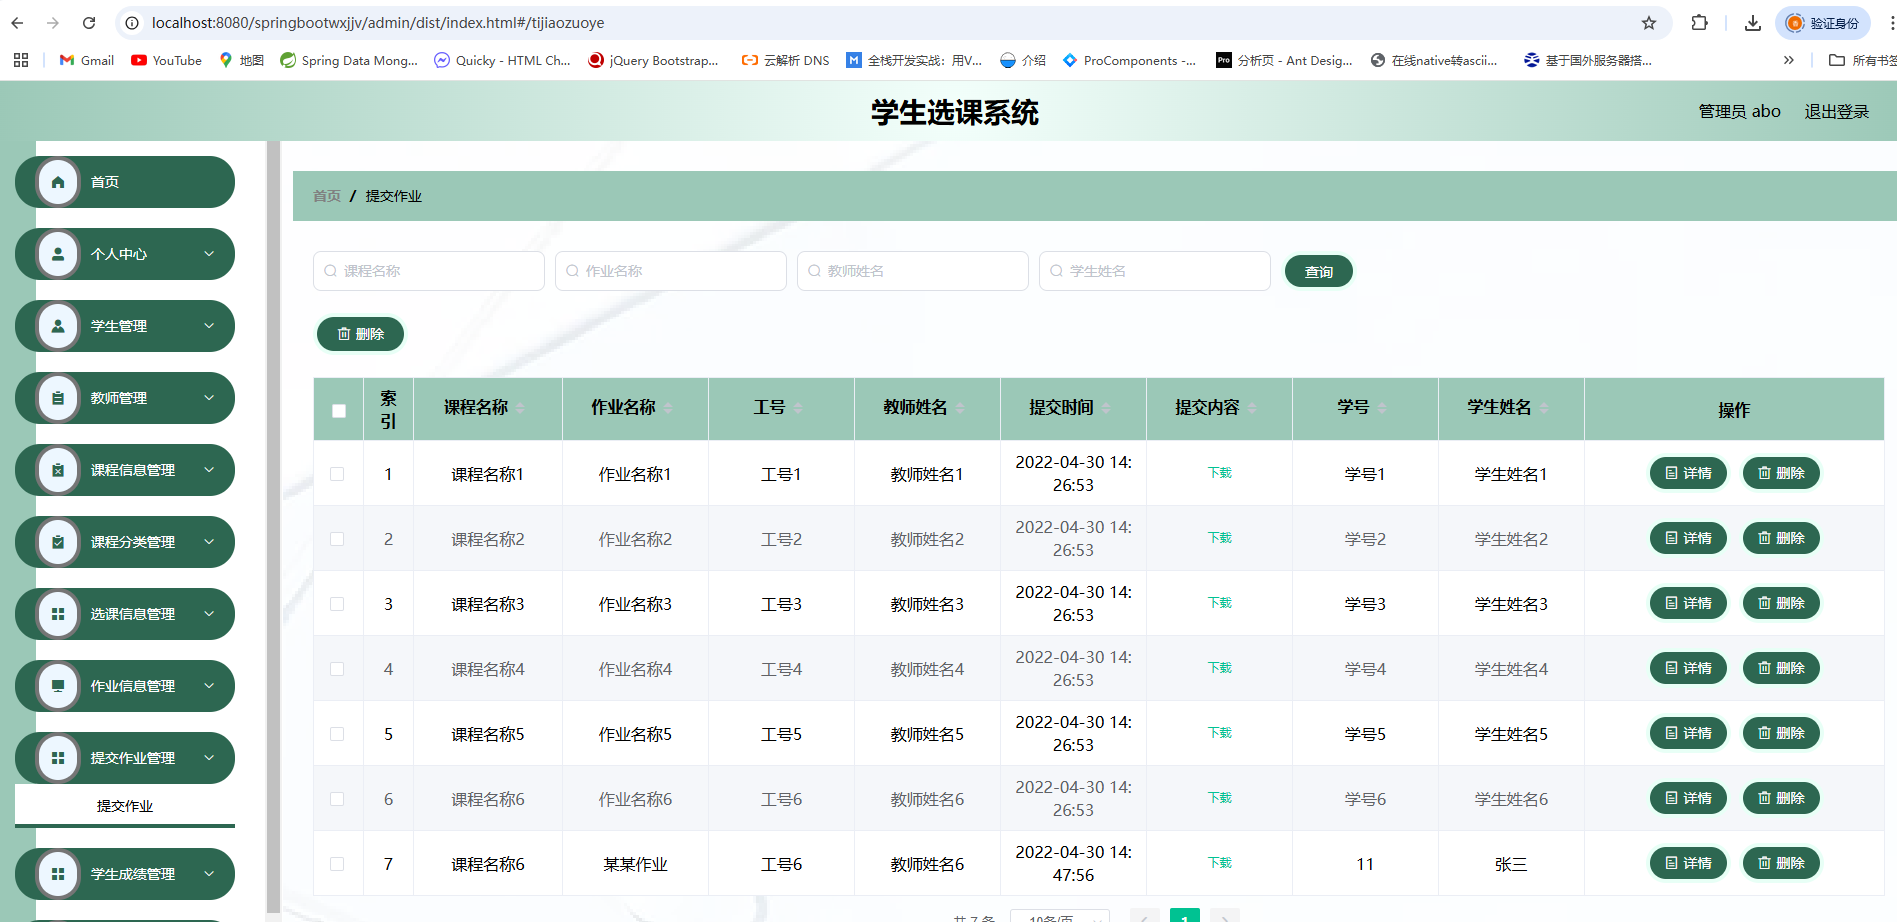 localhost:8080/springbootwxjjv/admin/dist/index.html#/tijiaozuoye 验证身份
Gmail YouTube 地图 Spring Data Mong... Quicky - HTML Ch... jQuery Bootstrap... 云解析 DNS 全栈开发实战：用V... 介绍 ProComponents -... 分析页 - Ant Desig... 在线native转ascii... 基于国外服务器搭... 所有书签
学生选课系统
管理员 abo 退出登录
首页
个人中心
学生管理
教师管理
课程信息管理
课程分类管理
选课信息管理
作业信息管理
提交作业管理
提交作业
学生成绩管理
首页 / 提交作业
课程名称 作业名称 教师姓名 学生姓名 查询
删除
索引 课程名称 作业名称 工号 教师姓名 提交时间 提交内容 学号 学生姓名 操作
1 课程名称1 作业名称1 工号1 教师姓名1 2022-04-30 14:26:53 下载 学号1 学生姓名1 详情 删除
2 课程名称2 作业名称2 工号2 教师姓名2 2022-04-30 14:26:53 下载 学号2 学生姓名2 详情 删除
3 课程名称3 作业名称3 工号3 教师姓名3 2022-04-30 14:26:53 下载 学号3 学生姓名3 详情 删除
4 课程名称4 作业名称4 工号4 教师姓名4 2022-04-30 14:26:53 下载 学号4 学生姓名4 详情 删除
5 课程名称5 作业名称5 工号5 教师姓名5 2022-04-30 14:26:53 下载 学号5 学生姓名5 详情 删除
6 课程名称6 作业名称6 工号6 教师姓名6 2022-04-30 14:26:53 下载 学号6 学生姓名6 详情 删除
7 课程名称6 某某作业 工号6 教师姓名6 2022-04-30 14:47:56 下载 11 张三 详情 删除
共 7 条 10条/页 1